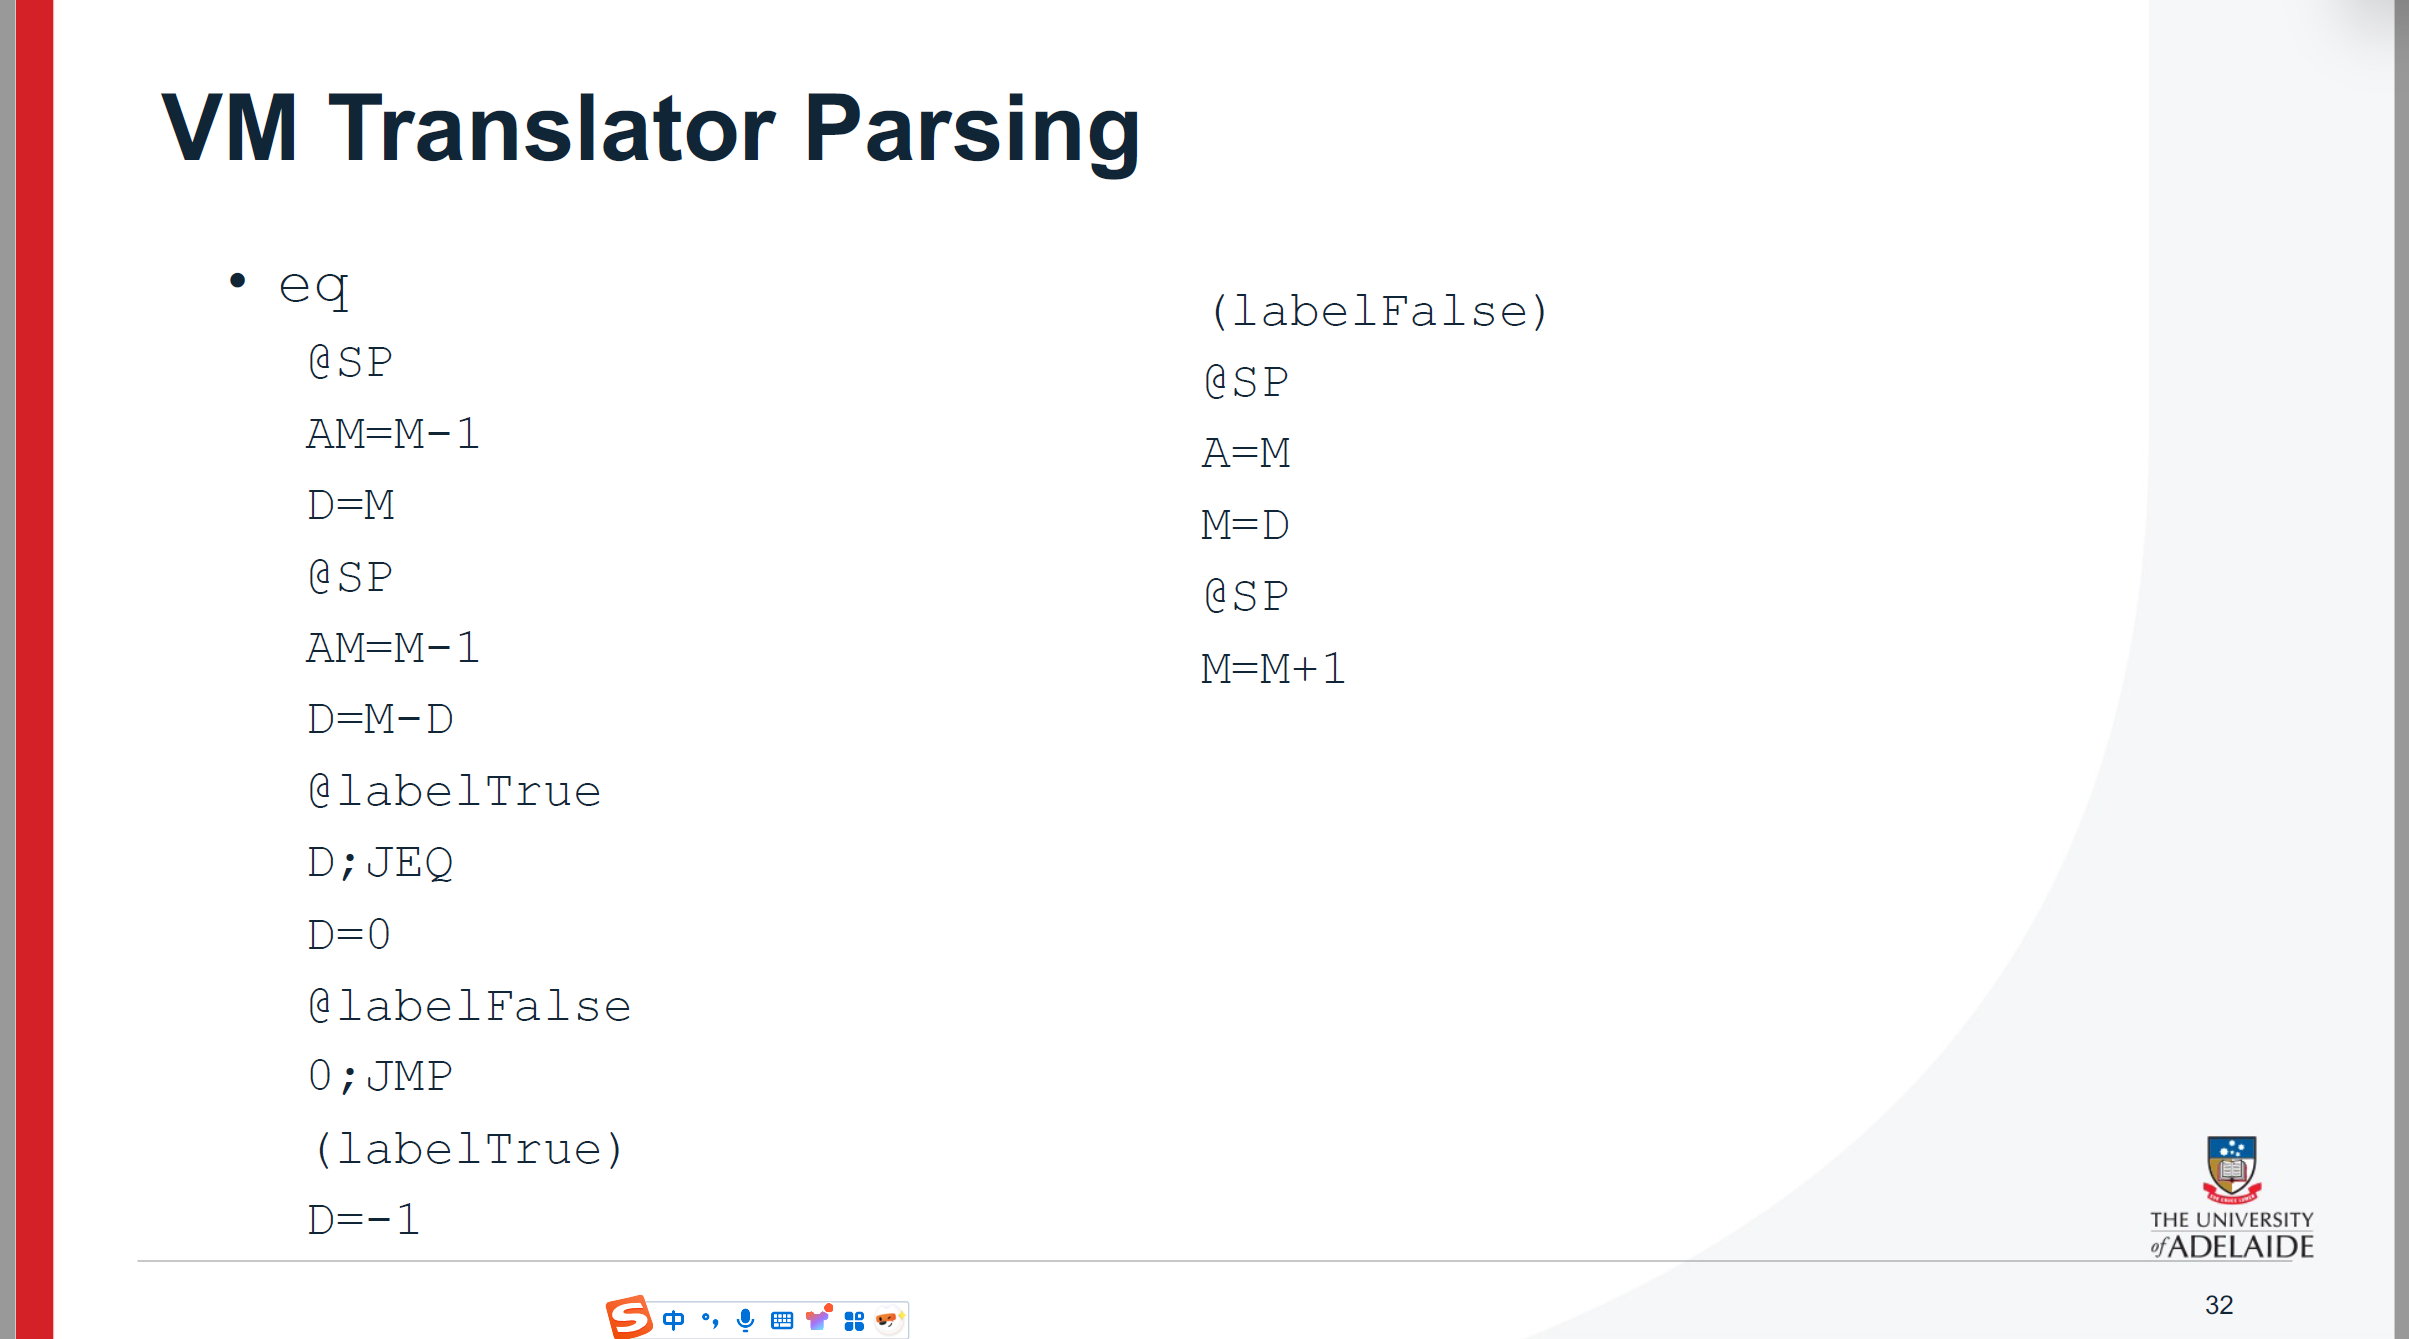 VM Translator Parsing
• eq
@SP
AM=M-1
D=M
@SP
AM=M-1
D=M-D
@labelTrue
D;JEQ
D=0
@labelFalse
0;JMP
(labelTrue)
D=-1
(labelFalse)
@SP
A=M
M=D
@SP
M=M+1
THE UNIVERSITY
of ADELAIDE
32
S 中 °,